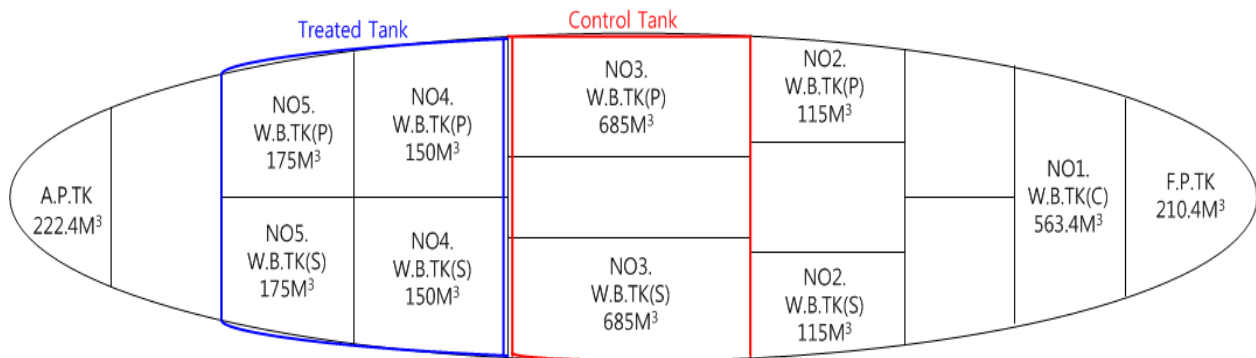 Treated Tank
Control Tank
A.P.TK
222.4M³
NO5.
W.B.TK(P)
175M³
NO4.
W.B.TK(P)
150M³
NO3.
W.B.TK(P)
685M³
NO2.
W.B.TK(P)
115M³
NO5.
W.B.TK(S)
175M³
NO4.
W.B.TK(S)
150M³
NO3.
W.B.TK(S)
685M³
NO2.
W.B.TK(S)
115M³
NO1.
W.B.TK(C)
563.4M³
F.P.TK
210.4M³